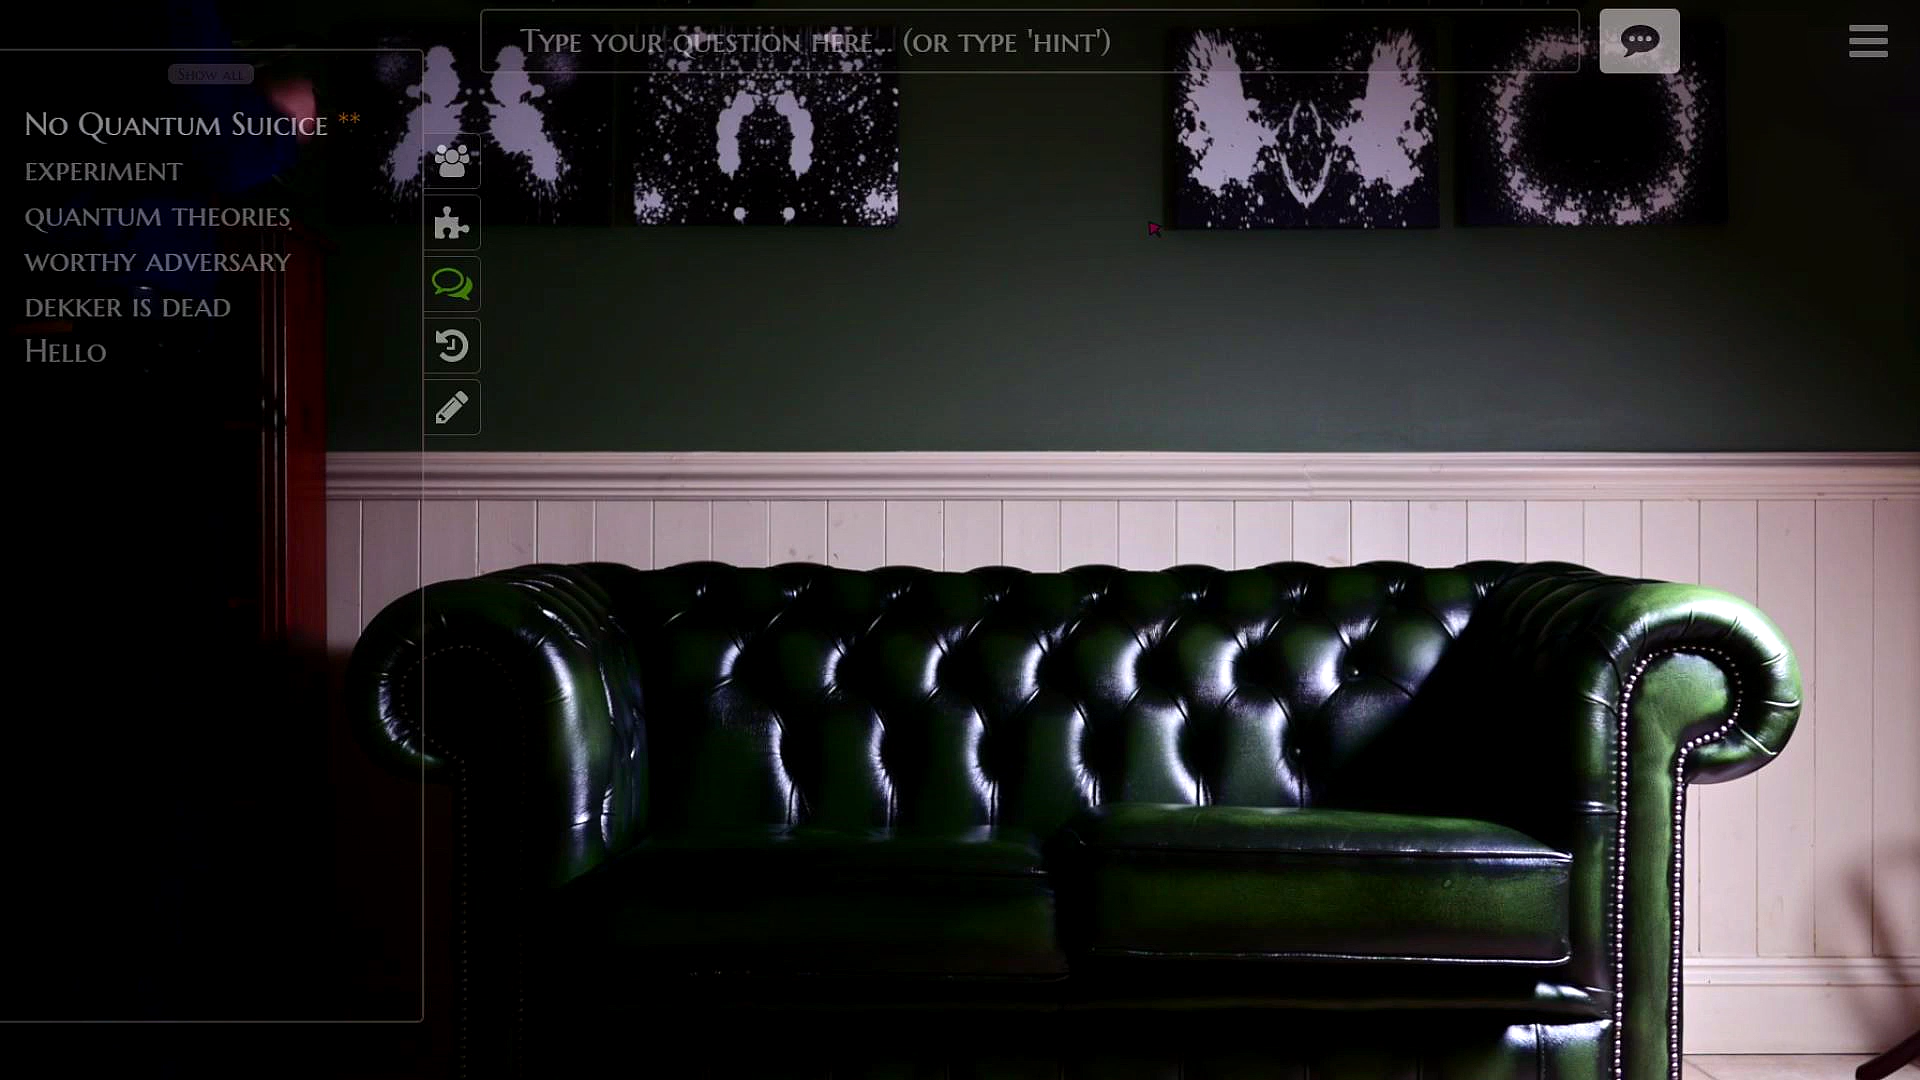 Type your question here... (or type 'hint')
Show all
No Quantum Suicice **
experiment
quantum theories
worthy adversary
dekker is dead
Hello